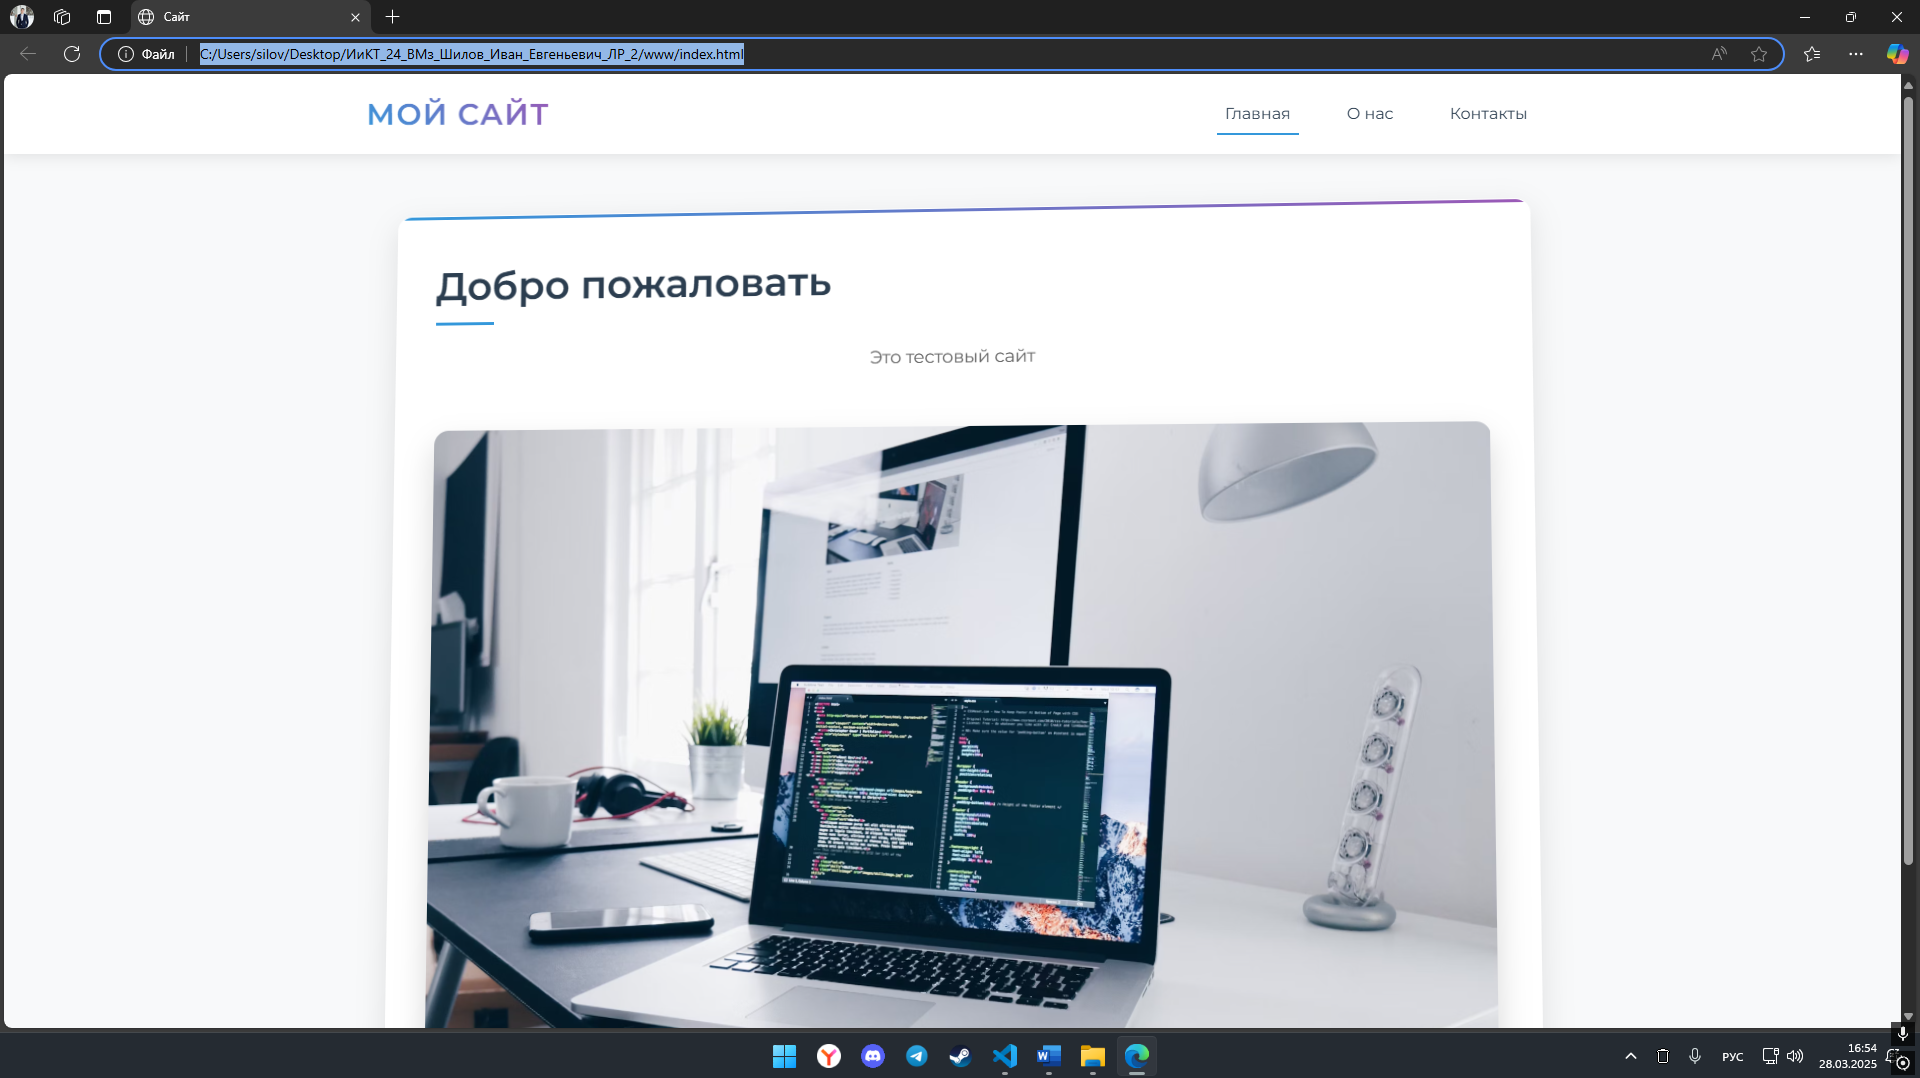 Сайт
Файл
C:/Users/silov/Desktop/ИиКТ_24_ВМз_Шилов_Иван_Евгеньевич_ЛР_2/www/index.html
МОЙ САЙТ
Главная
О нас
Контакты
Добро пожаловать
Это тестовый сайт
РУС
16:54
28.03.2025